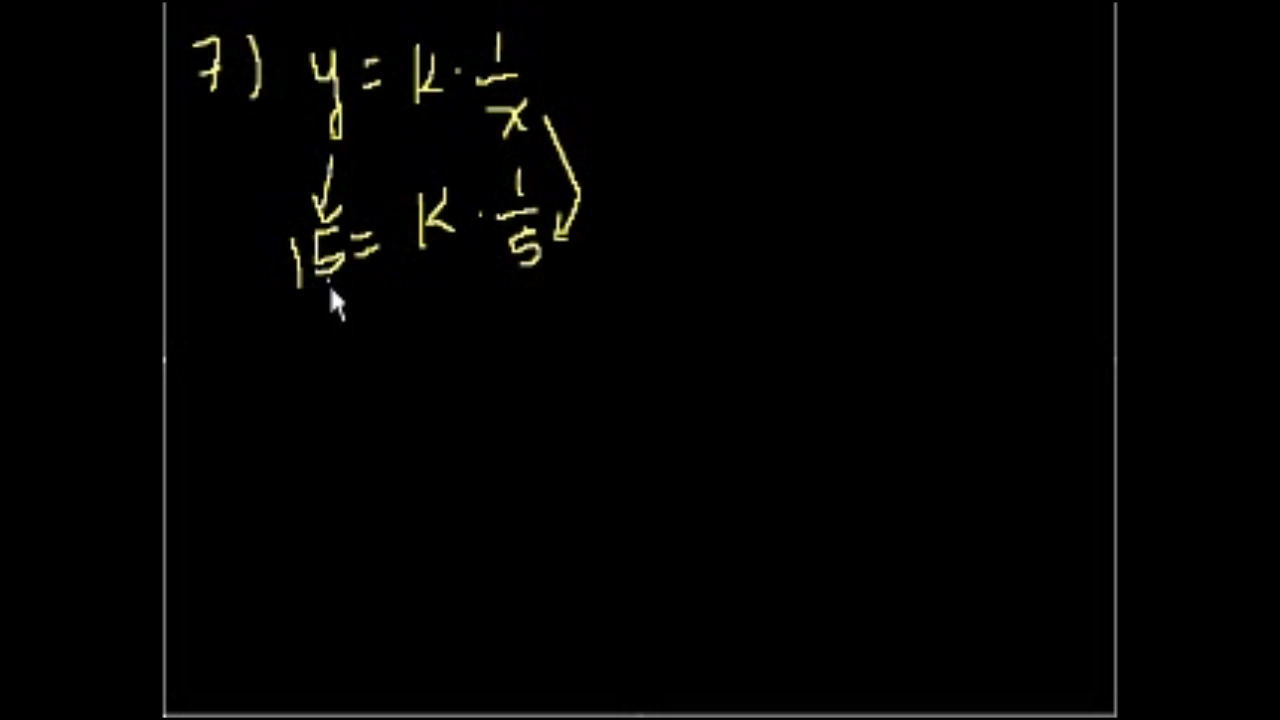 7) y = k · 1/x
15 = k · 1/5